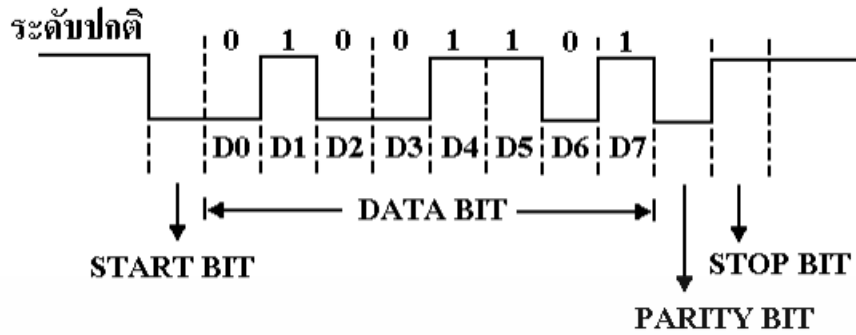 ระดับปกติ
0 1 0 0 1 1 0 1
D0 D1 D2 D3 D4 D5 D6 D7
DATA BIT
START BIT
STOP BIT
PARITY BIT